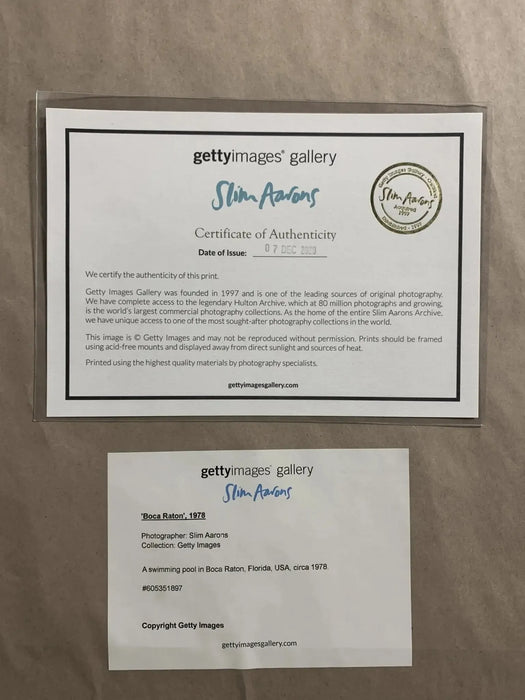 gettyimages® gallery
Slim Aarons
Getty Images Gallery
Slim Aarons
Acquired
1997
Certificate of Authenticity
Date of Issue: 07 DEC 2020
We certify the authenticity of this print.
Getty Images Gallery was founded in 1997 and is one of the leading sources of original photography.
We have complete access to the legendary Hulton Archive, which at 80 million photographs and growing,
is the world's largest commercial photography collections. As the home of the entire Slim Aarons Archive,
we have unique access to one of the most sought-after photography collections in the world.
This image is © Getty Images and may not be reproduced without permission. Prints should be framed
using acid-free mounts and displayed away from direct sunlight and sources of heat.
Printed using the highest quality materials by photography specialists.
gettyimagesgallery.com
gettyimages® gallery
Slim Aarons
'Boca Raton', 1978
Photographer: Slim Aarons
Collection: Getty Images
A swimming pool in Boca Raton, Florida, USA, circa 1978.
#605351897
Copyright Getty Images
gettyimagesgallery.com